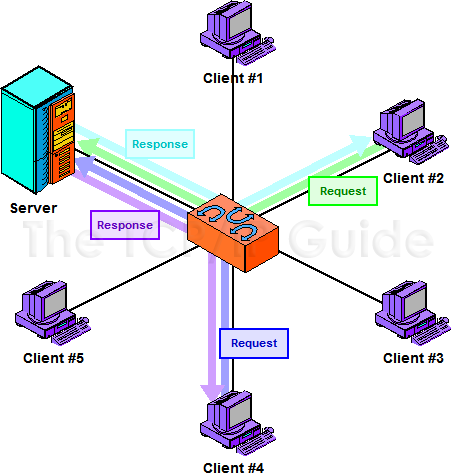 Client #1
Response
Client #2
Request
Server
Response
The TCP/IP Guide
Client #5
Request
Client #3
Client #4